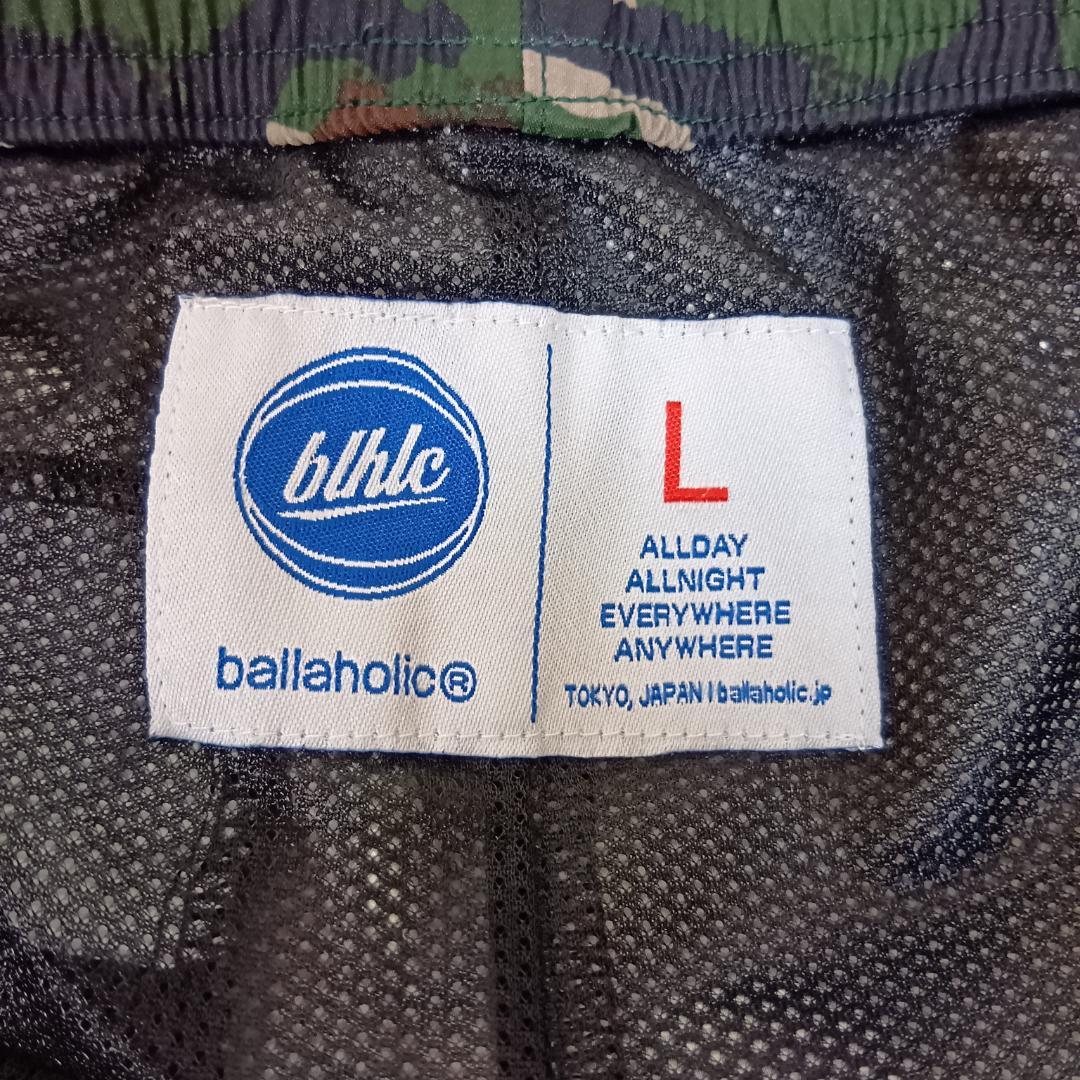 blhlc
ballaholic®
L
ALLDAY
ALLNIGHT
EVERYWHERE
ANYWHERE
TOKYO, JAPAN / ballaholic.jp